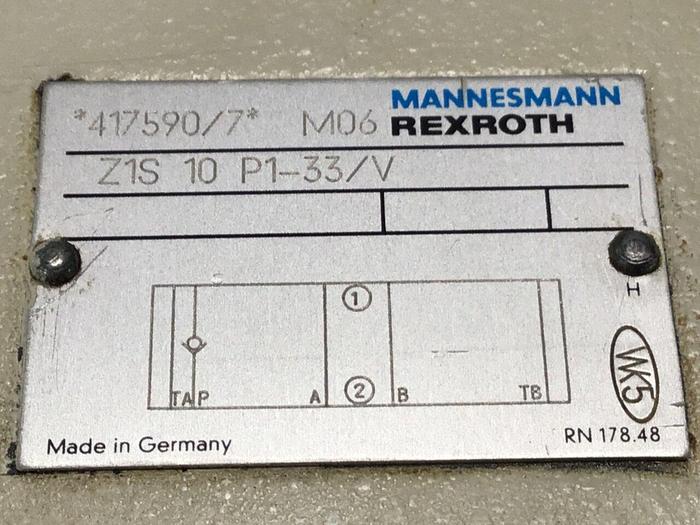 *417590/7* M06 MANNESMANN
REXROTH
Z1S 10 P1-33/V
H
1
2
TA P A B TB
WK5
Made in Germany
RN 178.48